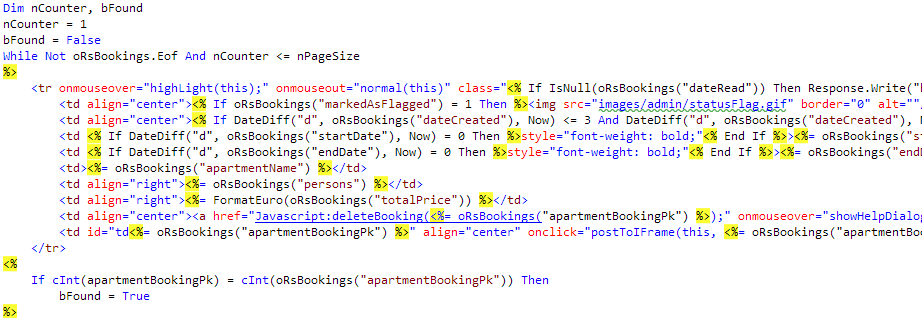 Dim nCounter, bFound
nCounter = 1
bFound = False
While Not oRsBookings.Eof And nCounter <= nPageSize
%>
<tr onmouseover="highLight(this);" onmouseout="normal(this)" class="<% If IsNull(oRsBookings("dateRead")) Then Response.Write("h
<td align="center"><% If oRsBookings("markedAsFlagged") = 1 Then %><img src="images/admin/statusFlag.gif" border="0" alt=""
<td align="center"><% If DateDiff("d", oRsBookings("dateCreated"), Now) <= 3 And DateDiff("d", oRsBookings("dateCreated"), N
<td <% If DateDiff("d", oRsBookings("startDate"), Now) = 0 Then %>style="font-weight: bold;"<% End If %>><%= oRsBookings("s
<td <% If DateDiff("d", oRsBookings("endDate"), Now) = 0 Then %>style="font-weight: bold;"<% End If %>><%= oRsBookings("end
<td><%= oRsBookings("apartmentName") %></td>
<td align="right"><%= oRsBookings("persons") %></td>
<td align="right"><%= FormatEuro(oRsBookings("totalPrice")) %></td>
<td align="center"><a href="Javascript:deleteBooking(<%= oRsBookings("apartmentBookingPk") %>);" onmouseover="showHelpDialo
<td id="td<%= oRsBookings("apartmentBookingPk") %>" align="center" onclick="postToIFrame(this, <%= oRsBookings("apartmentBoo
</tr>
<%
If cInt(apartmentBookingPk) = cInt(oRsBookings("apartmentBookingPk")) Then
bFound = True
%>